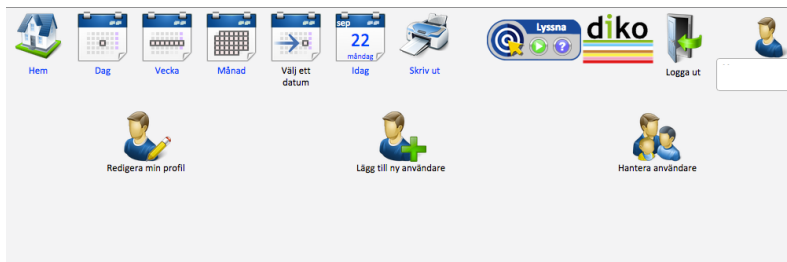 Hem
Dag
Vecka
Månad
Välj ett
datum
sep
22
måndag
Idag
Skriv ut
Lyssna
?
diko
Logga ut
Redigera min profil
Lägg till ny användare
Hantera användare